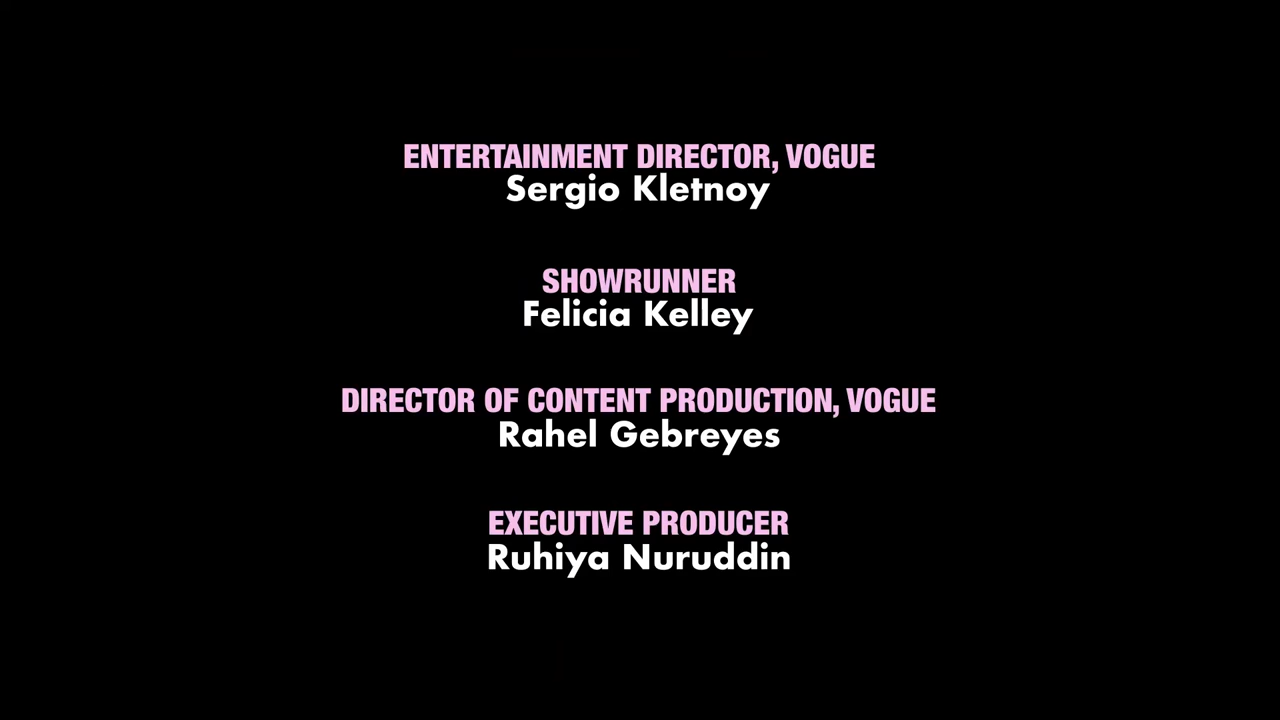 ENTERTAINMENT DIRECTOR, VOGUE
Sergio Kletnoy
SHOWRUNNER
Felicia Kelley
DIRECTOR OF CONTENT PRODUCTION, VOGUE
Rahel Gebreyes
EXECUTIVE PRODUCER
Ruhiya Nuruddin